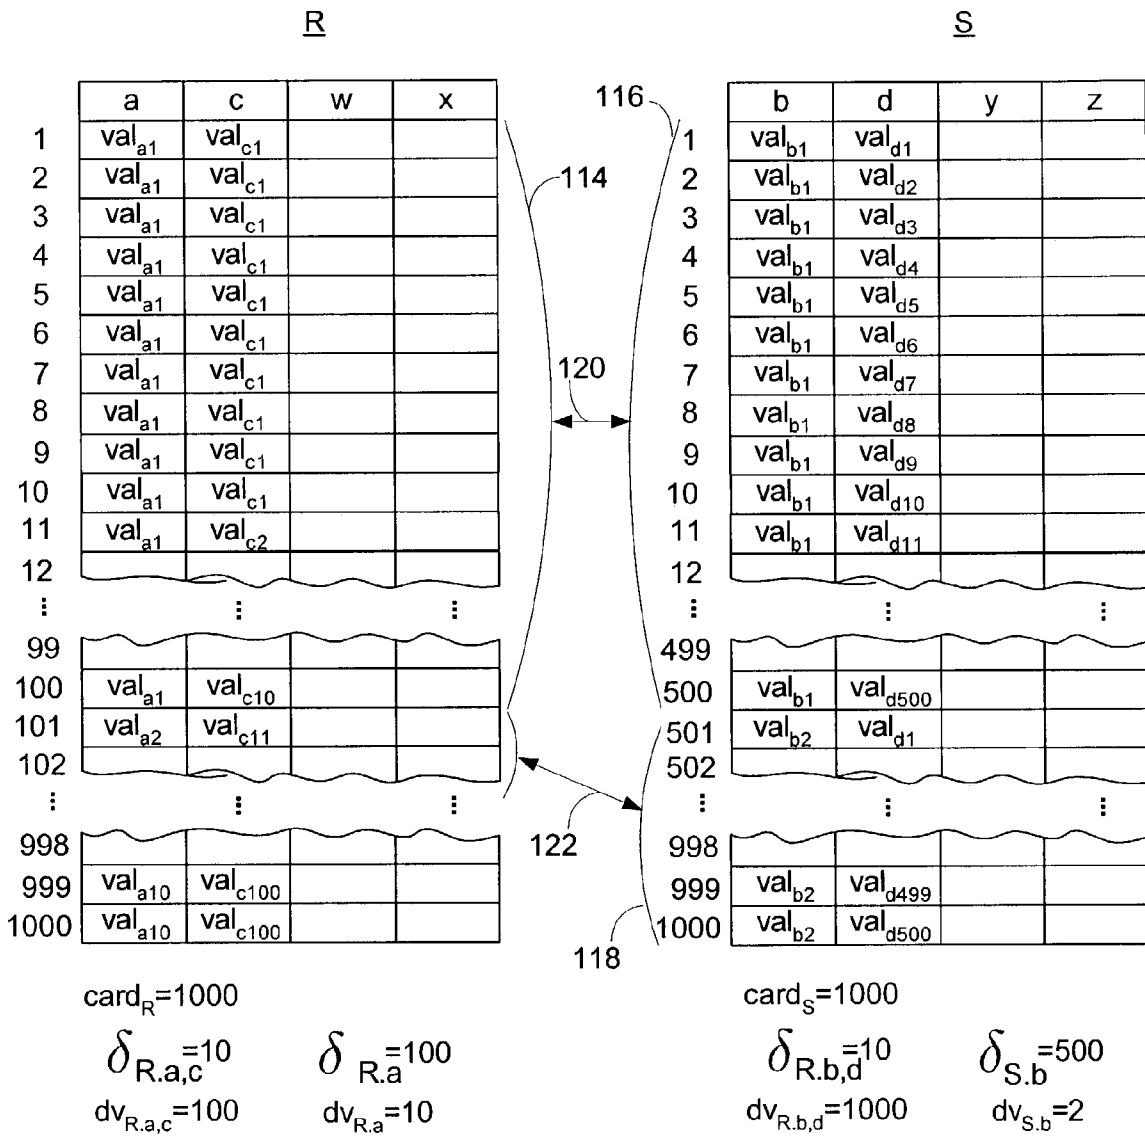 R S
a c w x 116 b d y z
1 val_a1 val_c1 1 val_b1 val_d1
2 val_a1 val_c1 114 2 val_b1 val_d2
3 val_a1 val_c1 3 val_b1 val_d3
4 val_a1 val_c1 4 val_b1 val_d4
5 val_a1 val_c1 5 val_b1 val_d5
6 val_a1 val_c1 6 val_b1 val_d6
7 val_a1 val_c1 120 7 val_b1 val_d7
8 val_a1 val_c1 8 val_b1 val_d8
9 val_a1 val_c1 9 val_b1 val_d9
10 val_a1 val_c1 10 val_b1 val_d10
11 val_a1 val_c2 11 val_b1 val_d11
12 12
⋮ ⋮ ⋮ ⋮ ⋮ ⋮
99 499
100 val_a1 val_c10 500 val_b1 val_d500
101 val_a2 val_c11 501 val_b2 val_d1
102 502
⋮ ⋮ ⋮ ⋮ ⋮ ⋮
998 122 998
999 val_a10 val_c100 999 val_b2 val_d499
1000 val_a10 val_c100 118 1000 val_b2 val_d500
card_R=1000 card_S=1000
δ_R.a,c=10 δ_R.a=100 δ_R.b,d=10 δ_S.b=500
dv_R.a,c=100 dv_R.a=10 dv_R.b,d=1000 dv_S.b=2